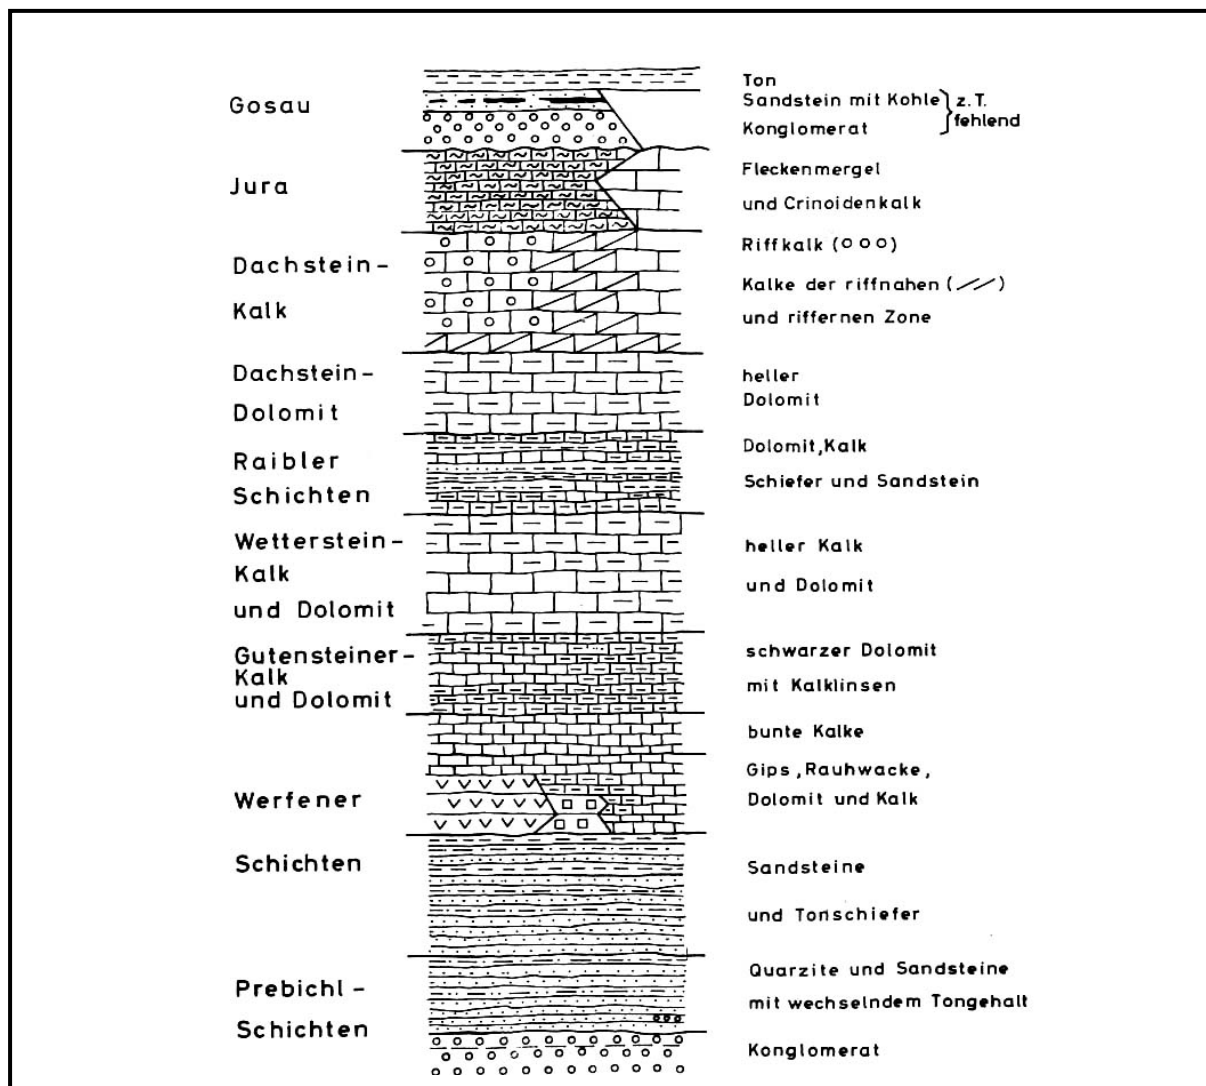 Gosau
Ton
Sandstein mit Kohle
Konglomerat
z. T.
fehlend
Jura
Fleckenmergel
und Crinoidenkalk
Dachstein-
Kalk
Riffkalk (ooo)
Kalke der riffnahen (//)
und riffernen Zone
Dachstein-
Dolomit
heller
Dolomit
Raibler
Schichten
Dolomit, Kalk
Schiefer und Sandstein
Wetterstein-
Kalk
und Dolomit
heller Kalk
und Dolomit
Gutensteiner-
Kalk
und Dolomit
schwarzer Dolomit
mit Kalklinsen
bunte Kalke
Werfener
Schichten
Gips, Rauhwacke,
Dolomit und Kalk
Sandsteine
und Tonschiefer
Prebichl-
Schichten
Quarzite und Sandsteine
mit wechselndem Tongehalt
Konglomerat